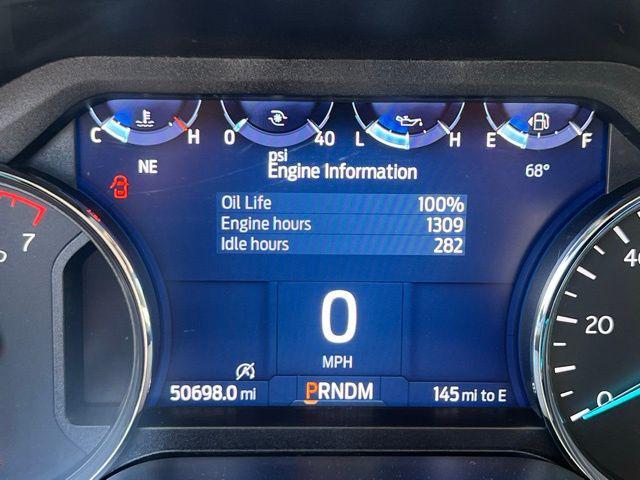 C H 0 40 L H E F
psi
NE Engine Information 68°
Oil Life 100%
Engine hours 1309
Idle hours 282
7
0
MPH
40
20
0
50698.0 mi PRNDM 145 mi to E